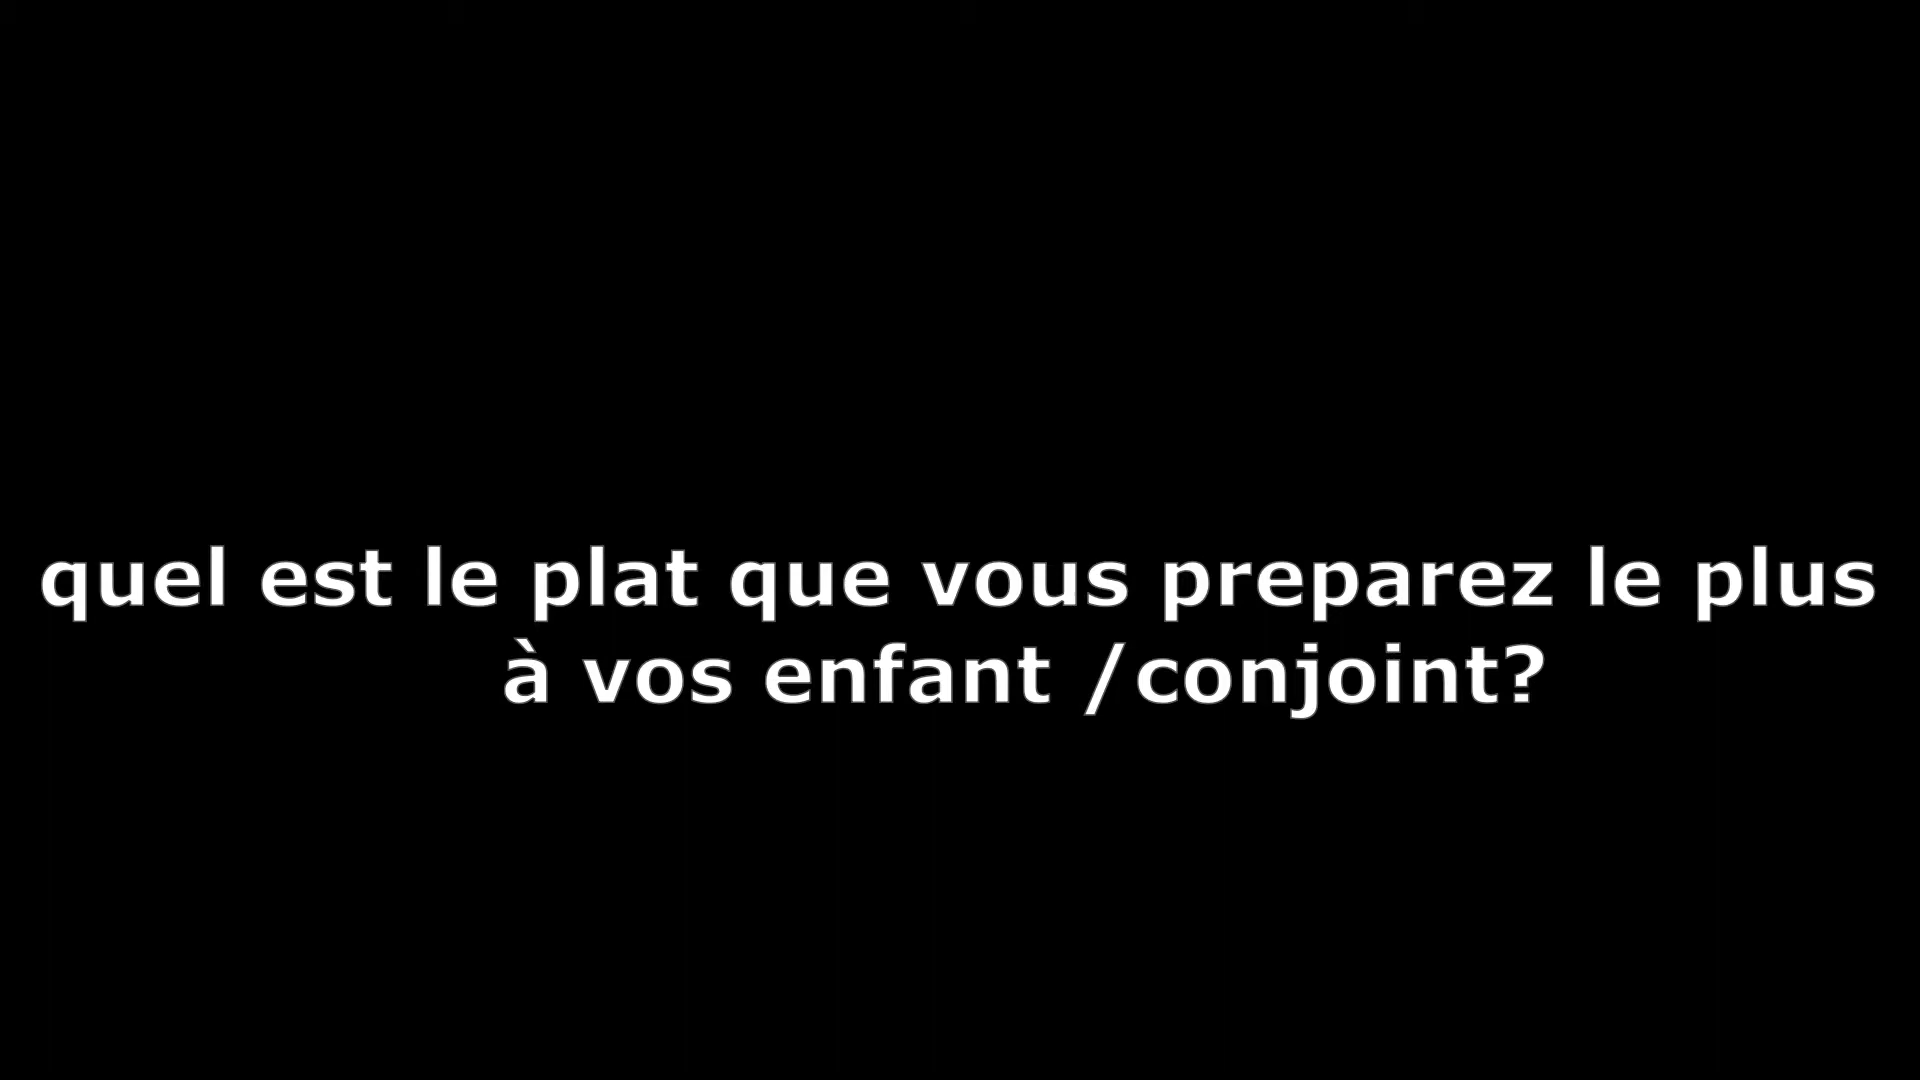 quel est le plat que vous preparez le plus
à vos enfant /conjoint?